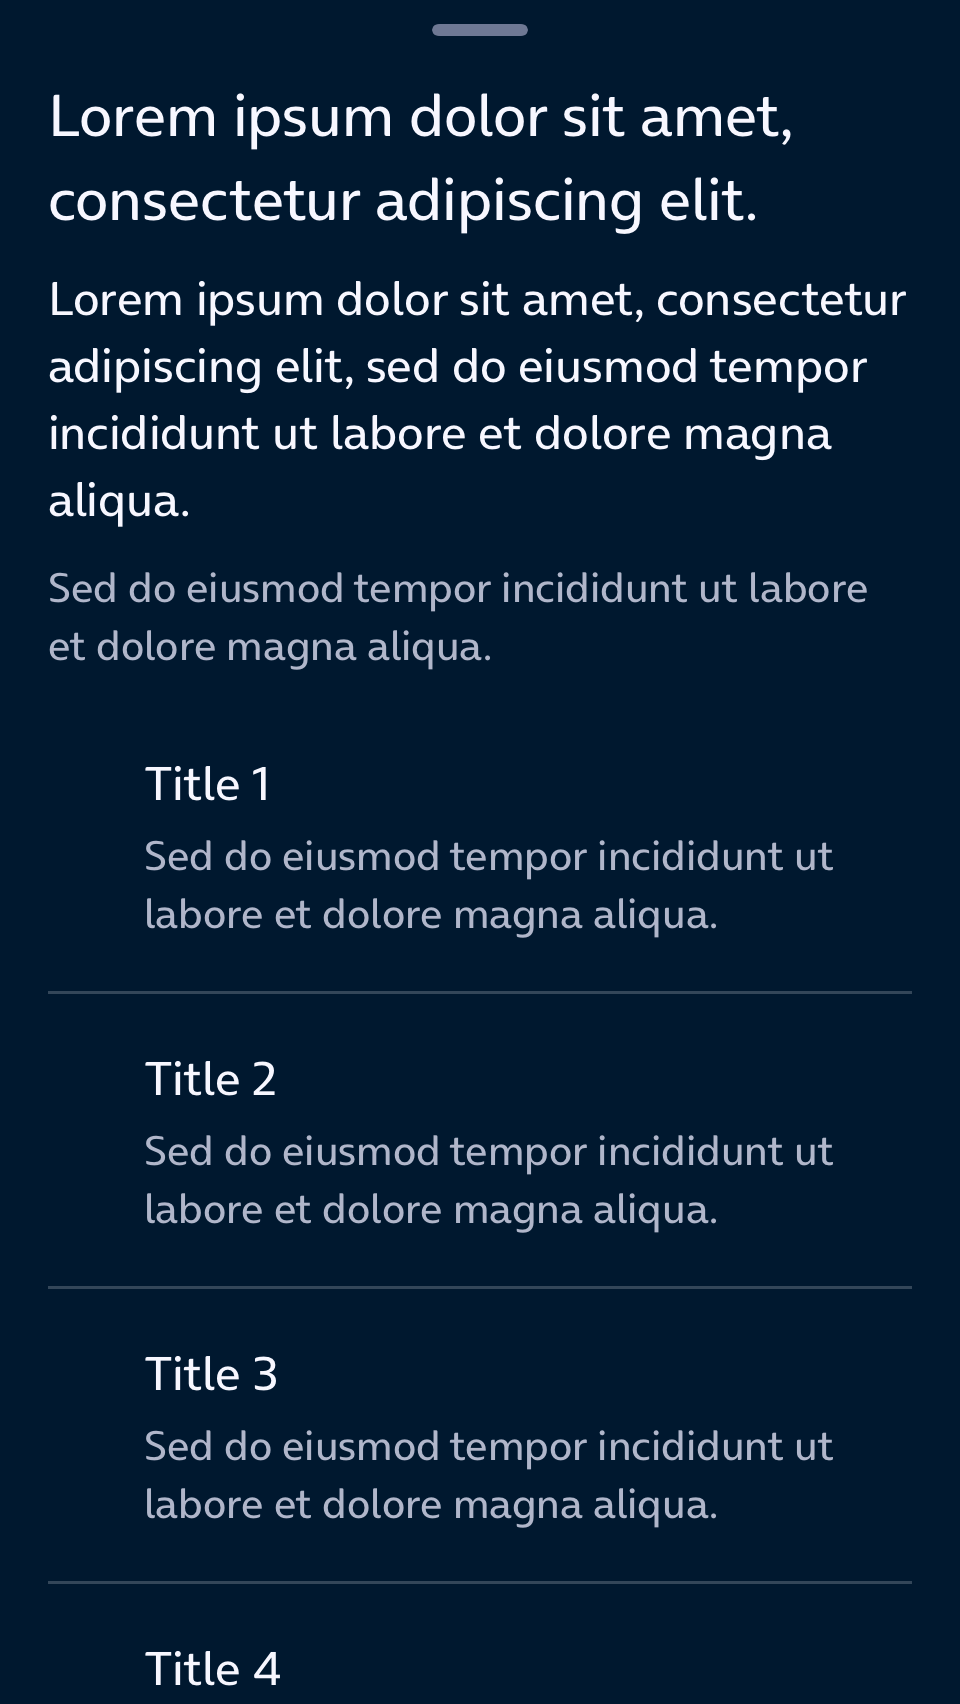 Lorem ipsum dolor sit amet,
consectetur adipiscing elit.
Lorem ipsum dolor sit amet, consectetur
adipiscing elit, sed do eiusmod tempor
incididunt ut labore et dolore magna
aliqua.
Sed do eiusmod tempor incididunt ut labore
et dolore magna aliqua.
Title 1
Sed do eiusmod tempor incididunt ut
labore et dolore magna aliqua.
Title 2
Sed do eiusmod tempor incididunt ut
labore et dolore magna aliqua.
Title 3
Sed do eiusmod tempor incididunt ut
labore et dolore magna aliqua.
Title 4